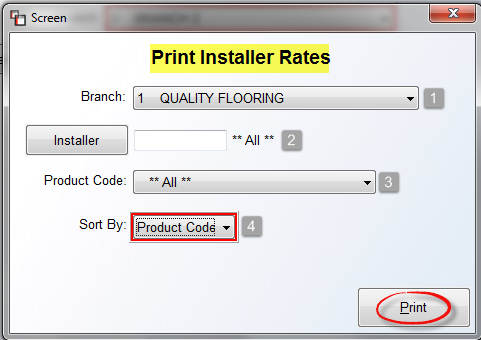 Screen
Print Installer Rates
Branch: 1 QUALITY FLOORING 1
Installer ** All ** 2
Product Code: ** All ** 3
Sort By: Product Code 4
Print